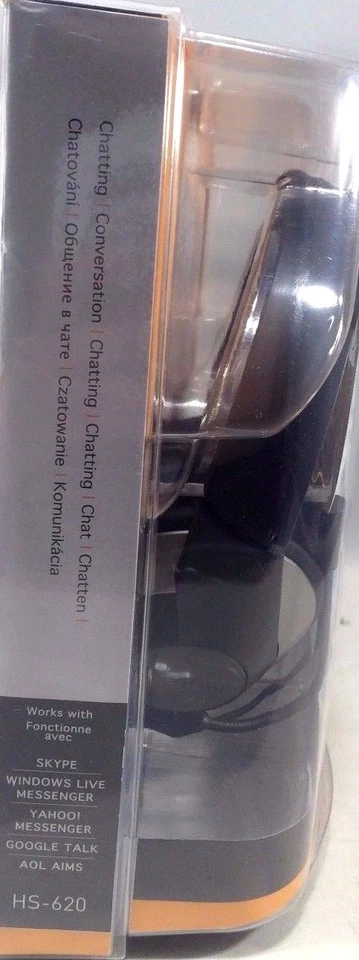 Chatting | Conversation | Chatting | Chatting | Chat | Chatten |
Chatování | Общение в чате | Czatowanie | Komunikácia
Works with
Fonctionne
avec
SKYPE
WINDOWS LIVE
MESSENGER
YAHOO!
MESSENGER
GOOGLE TALK
AOL AIMS
HS-620